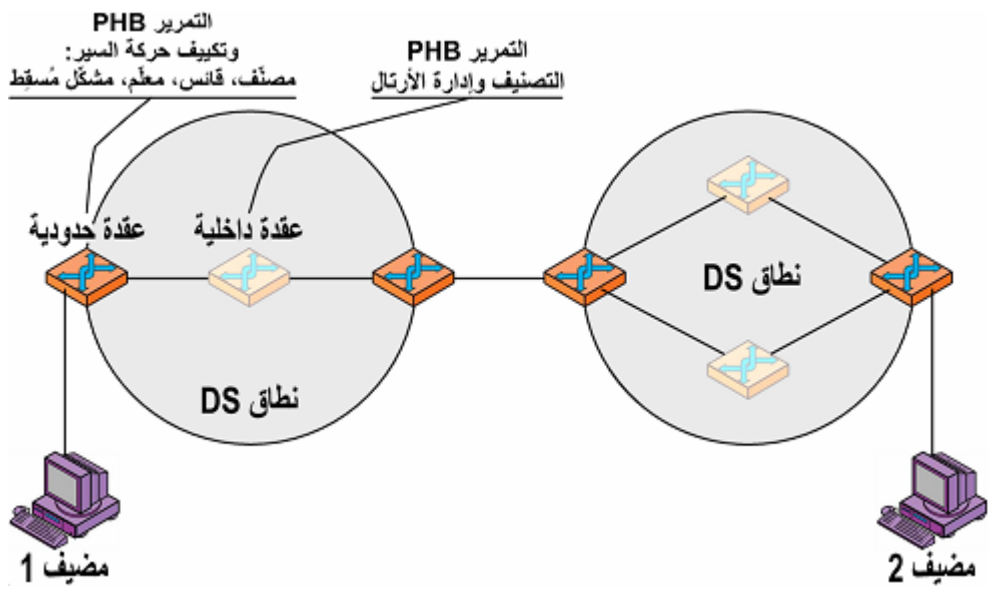 التمرير PHB
وتكييف حركة السير:
مصنّف، قائس، معلّم، مشكّل مُسقِط
التمرير PHB
التصنيف وإدارة الأرتال
عقدة حدودية
عقدة داخلية
نطاق DS
نطاق DS
مضيف 1
مضيف 2